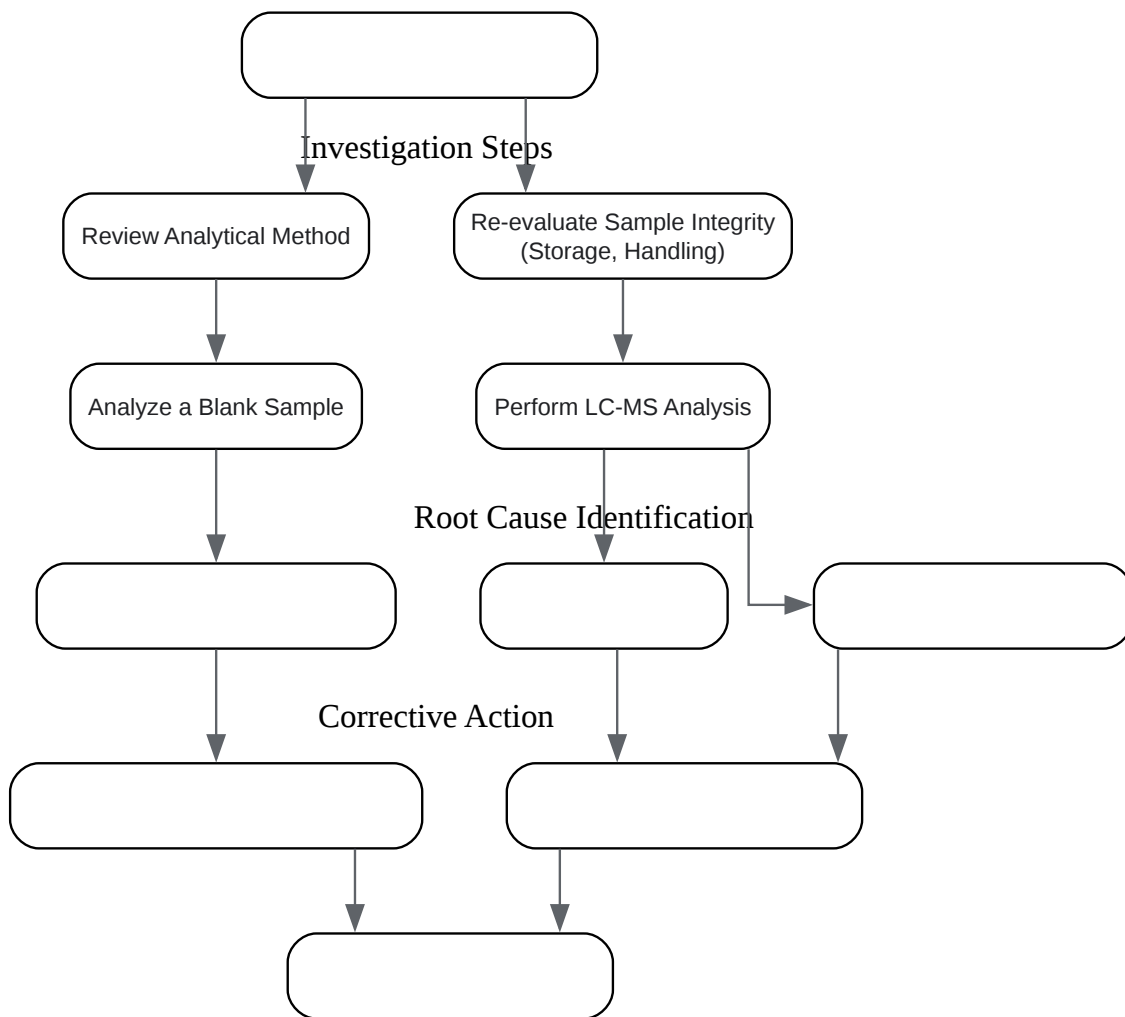 Investigation Steps
Review Analytical Method
Re-evaluate Sample Integrity
(Storage, Handling)
Analyze a Blank Sample
Perform LC-MS Analysis
Root Cause Identification
Corrective Action